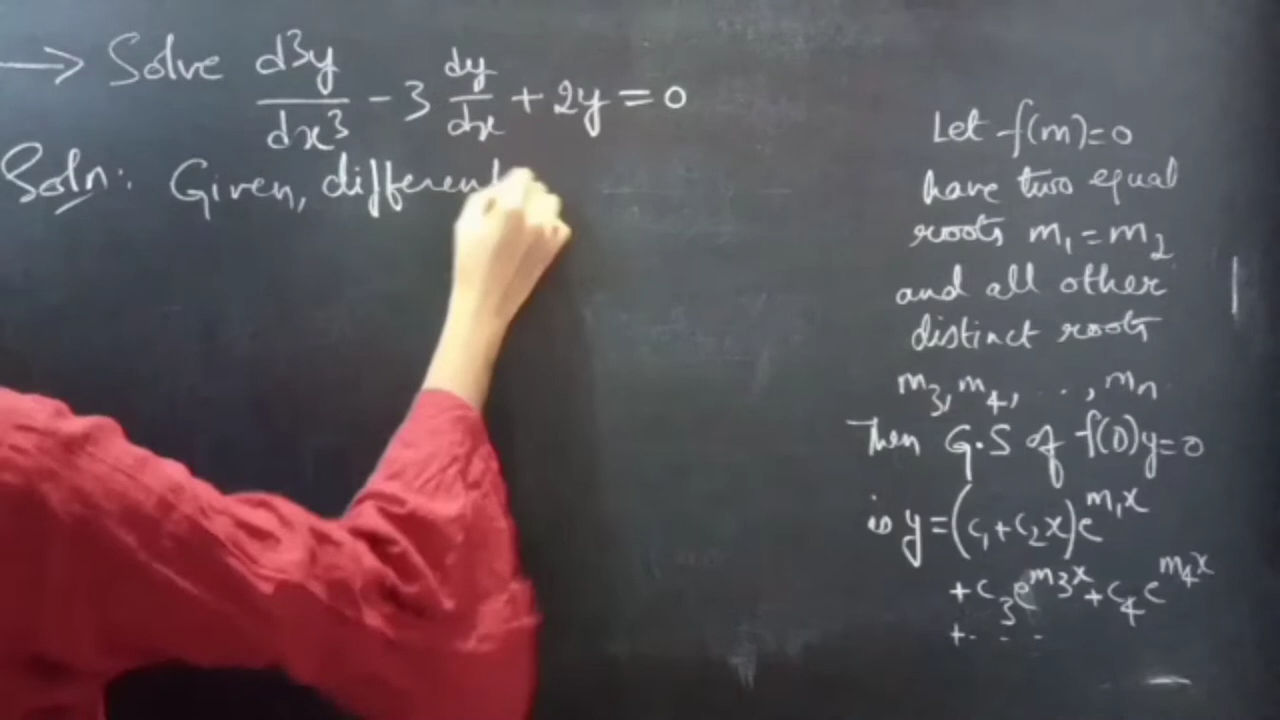 → Solve d³y/dx³ - 3 dy/dx + 2y = 0
Soln: Given, different
Let f(m)=0
have two equal
roots m₁ = m₂
and all other
distinct roots
m₃, m₄, . . , mₙ
Then G.S of f(D)y=0
is y=(c₁+c₂x)e^m₁x
+c₃e^m₃x+c₄e^m₄x
+- - -